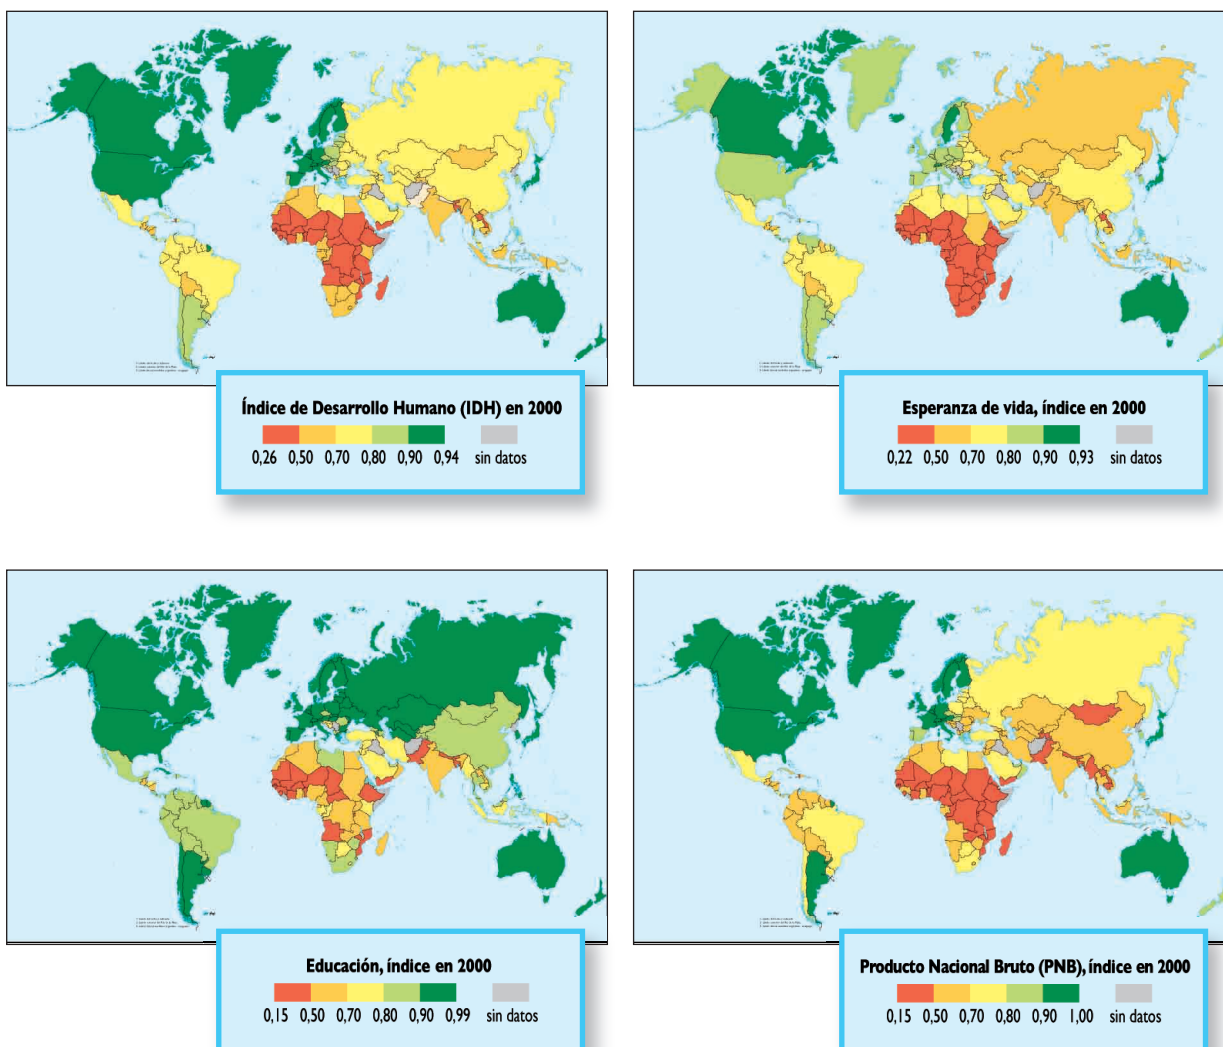 Índice de Desarrollo Humano (IDH) en 2000
0,26 0,50 0,70 0,80 0,90 0,94 sin datos
Esperanza de vida, índice en 2000
0,22 0,50 0,70 0,80 0,90 0,93 sin datos
Educación, índice en 2000
0,15 0,50 0,70 0,80 0,90 0,99 sin datos
Producto Nacional Bruto (PNB), índice en 2000
0,15 0,50 0,70 0,80 0,90 1,00 sin datos